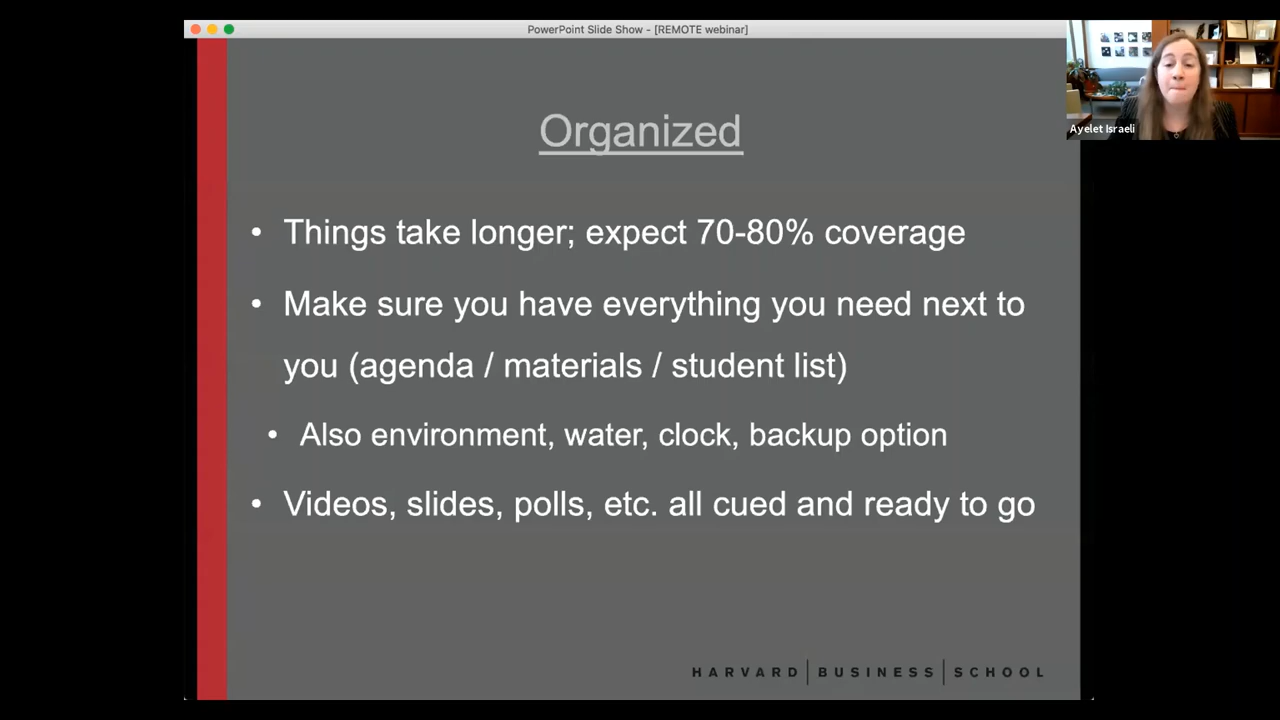 PowerPoint Slide Show - [REMOTE webinar]
Ayelet Israeli
Organized
• Things take longer; expect 70-80% coverage
• Make sure you have everything you need next to
you (agenda / materials / student list)
• Also environment, water, clock, backup option
• Videos, slides, polls, etc. all cued and ready to go
HARVARD | BUSINESS | SCHOOL